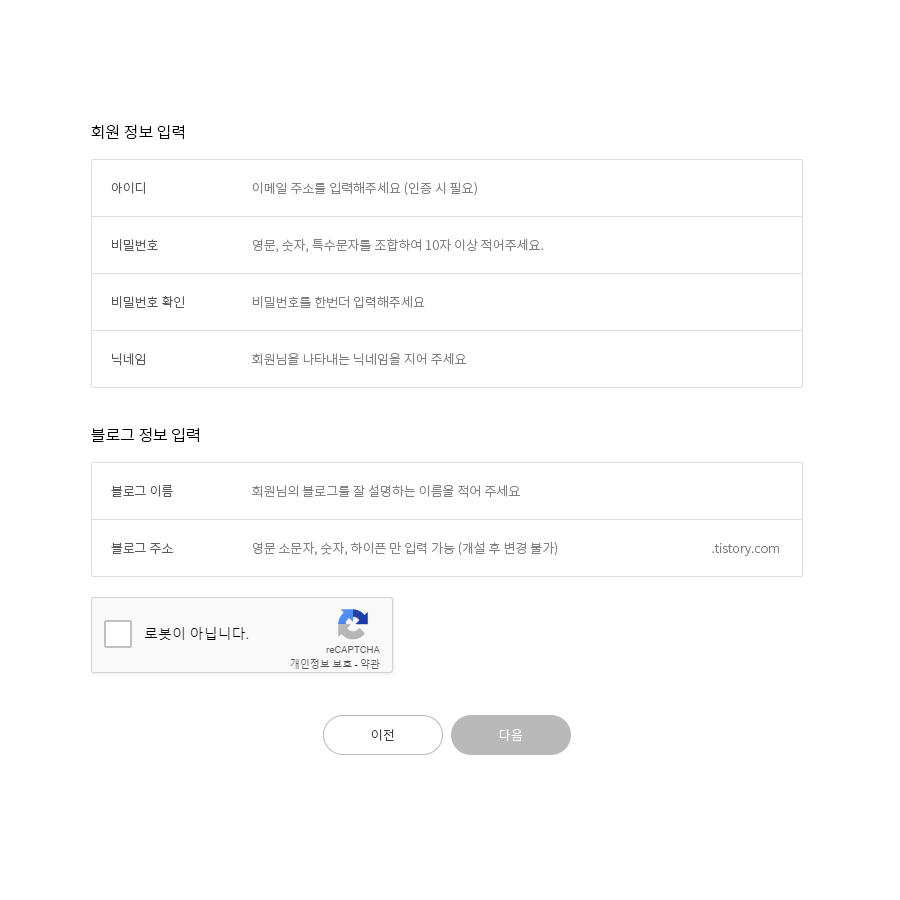 회원 정보 입력
아이디 이메일 주소를 입력해주세요 (인증 시 필요)
비밀번호 영문, 숫자, 특수문자를 조합하여 10자 이상 적어주세요.
비밀번호 확인 비밀번호를 한번더 입력해주세요
닉네임 회원님을 나타내는 닉네임을 지어 주세요
블로그 정보 입력
블로그 이름 회원님의 블로그를 잘 설명하는 이름을 적어 주세요
블로그 주소 영문 소문자, 숫자, 하이픈 만 입력 가능 (개설 후 변경 불가) .tistory.com
로봇이 아닙니다.
reCAPTCHA
개인정보 보호 - 약관
이전 다음